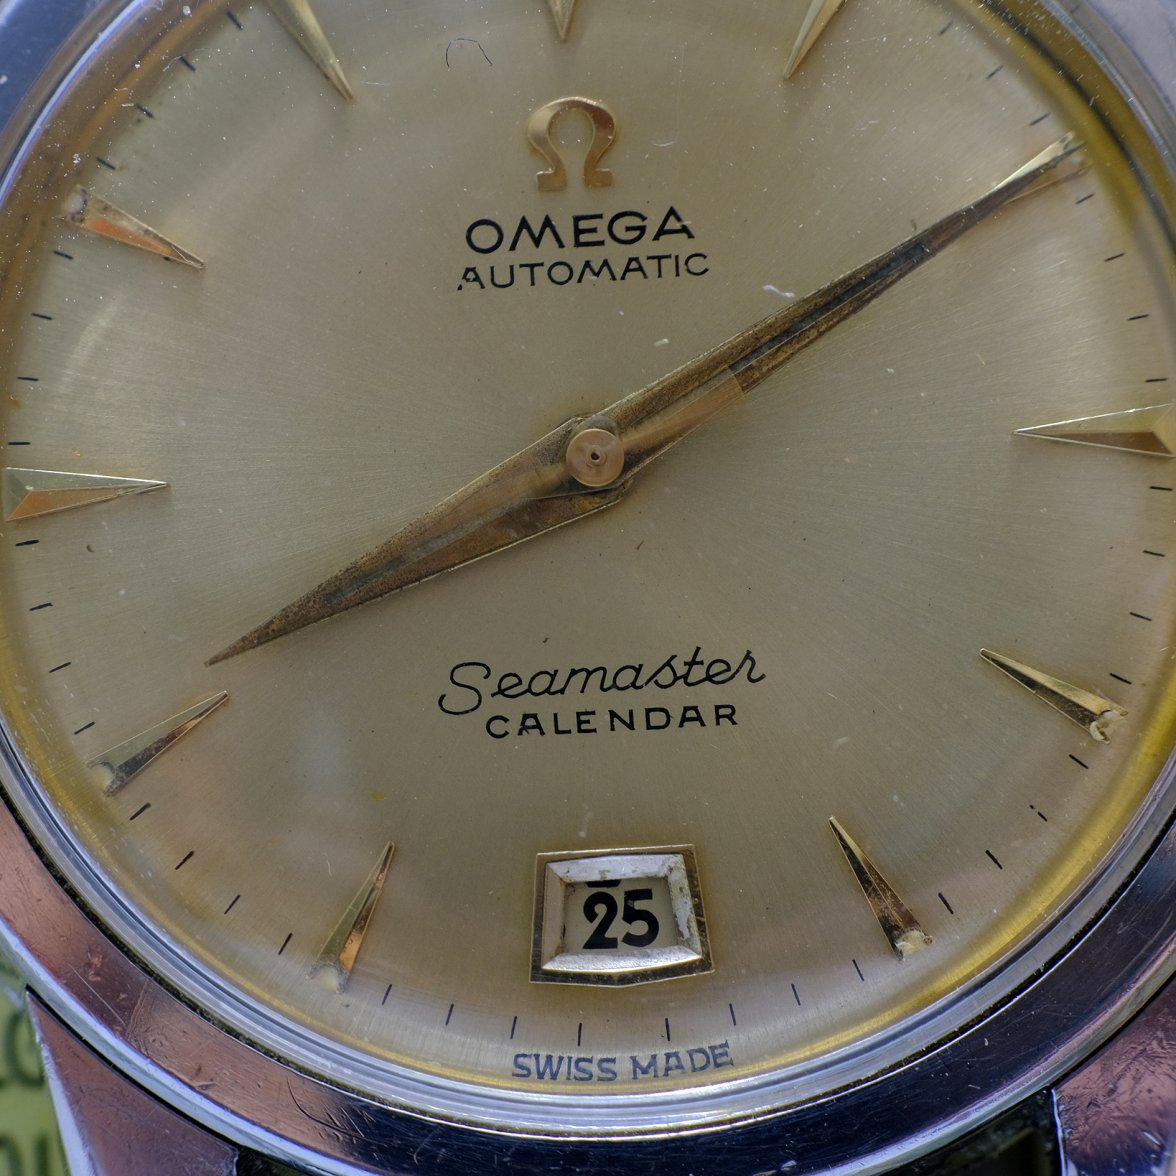 OMEGA
AUTOMATIC
Seamaster
CALENDAR
25
SWISS MADE